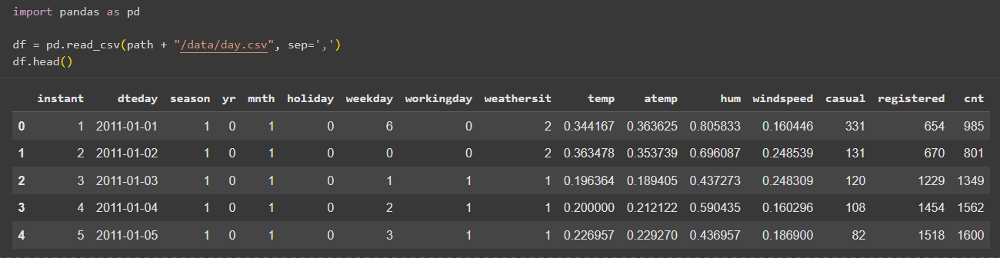 import pandas as pd
df = pd.read_csv(path + "/data/day.csv", sep=',')
df.head()
instant dteday season yr mnth holiday weekday workingday weathersit temp atemp hum windspeed casual registered cnt
0 1 2011-01-01 1 0 1 0 6 0 2 0.344167 0.363625 0.805833 0.160446 331 654 985
1 2 2011-01-02 1 0 1 0 0 0 2 0.363478 0.353739 0.696087 0.248539 131 670 801
2 3 2011-01-03 1 0 1 0 1 1 1 0.196364 0.189405 0.437273 0.248309 120 1229 1349
3 4 2011-01-04 1 0 1 0 2 1 1 0.200000 0.212122 0.590435 0.160296 108 1454 1562
4 5 2011-01-05 1 0 1 0 3 1 1 0.226957 0.229270 0.436957 0.186900 82 1518 1600